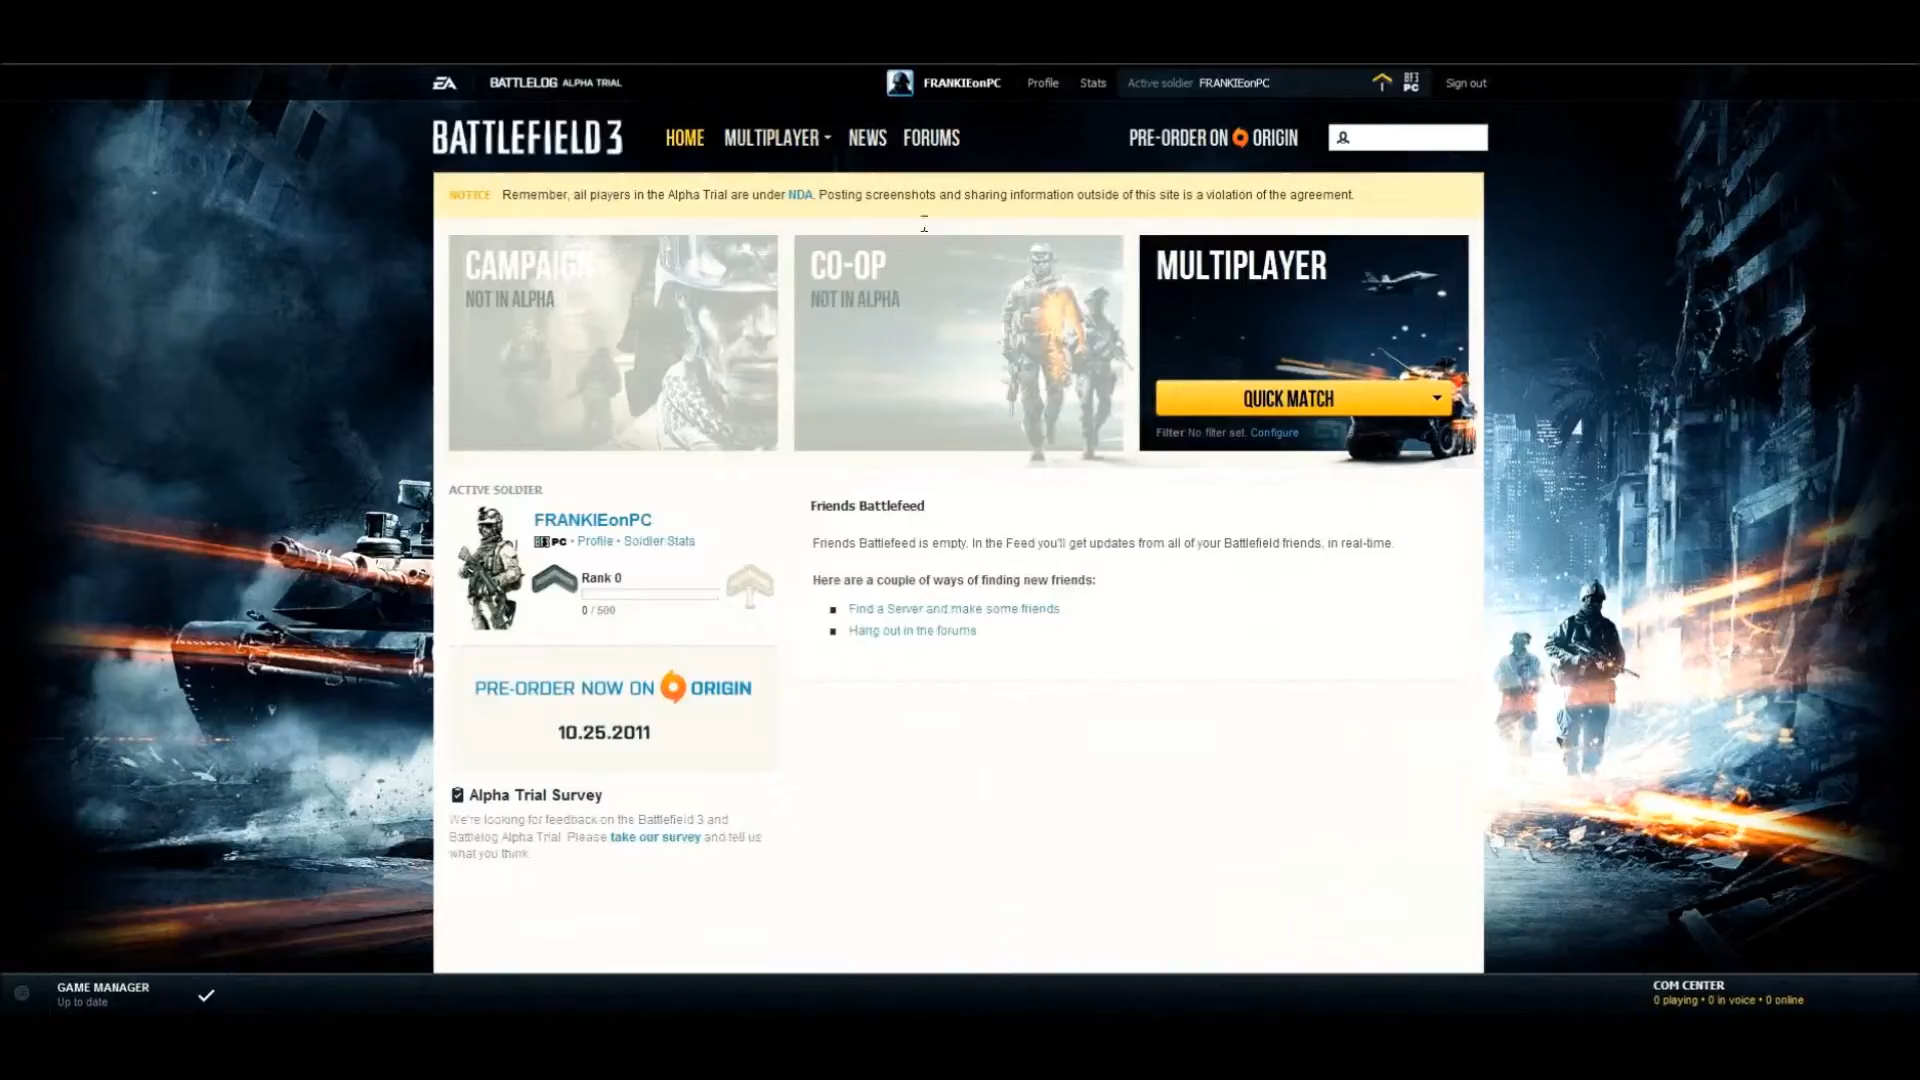 EA BATTLELOG ALPHA TRIAL FRANKIEonPC Profile Stats Active soldier FRANKIEonPC BF3 PC Sign out
BATTLEFIELD 3 HOME MULTIPLAYER NEWS FORUMS PRE-ORDER ON ORIGIN
NOTICE Remember, all players in the Alpha Trial are under NDA. Posting screenshots and sharing information outside of this site is a violation of the agreement.
CAMPAIGN
NOT IN ALPHA
CO-OP
NOT IN ALPHA
MULTIPLAYER
QUICK MATCH
Filter No filter set. Configure
ACTIVE SOLDIER
FRANKIEonPC
BF3 PC • Profile • Soldier Stats
Rank 0
0 / 500
PRE-ORDER NOW ON ORIGIN
10.25.2011
Alpha Trial Survey
We're looking for feedback on the Battlefield 3 and
Battlelog Alpha Trial. Please take our survey and tell us
what you think.
Friends Battlefeed
Friends Battlefeed is empty. In the Feed you'll get updates from all of your Battlefield friends, in real-time.
Here are a couple of ways of finding new friends:
Find a Server and make some friends
Hang out in the forums
GAME MANAGER
Up to date
COM CENTER
0 playing • 0 in voice • 0 online